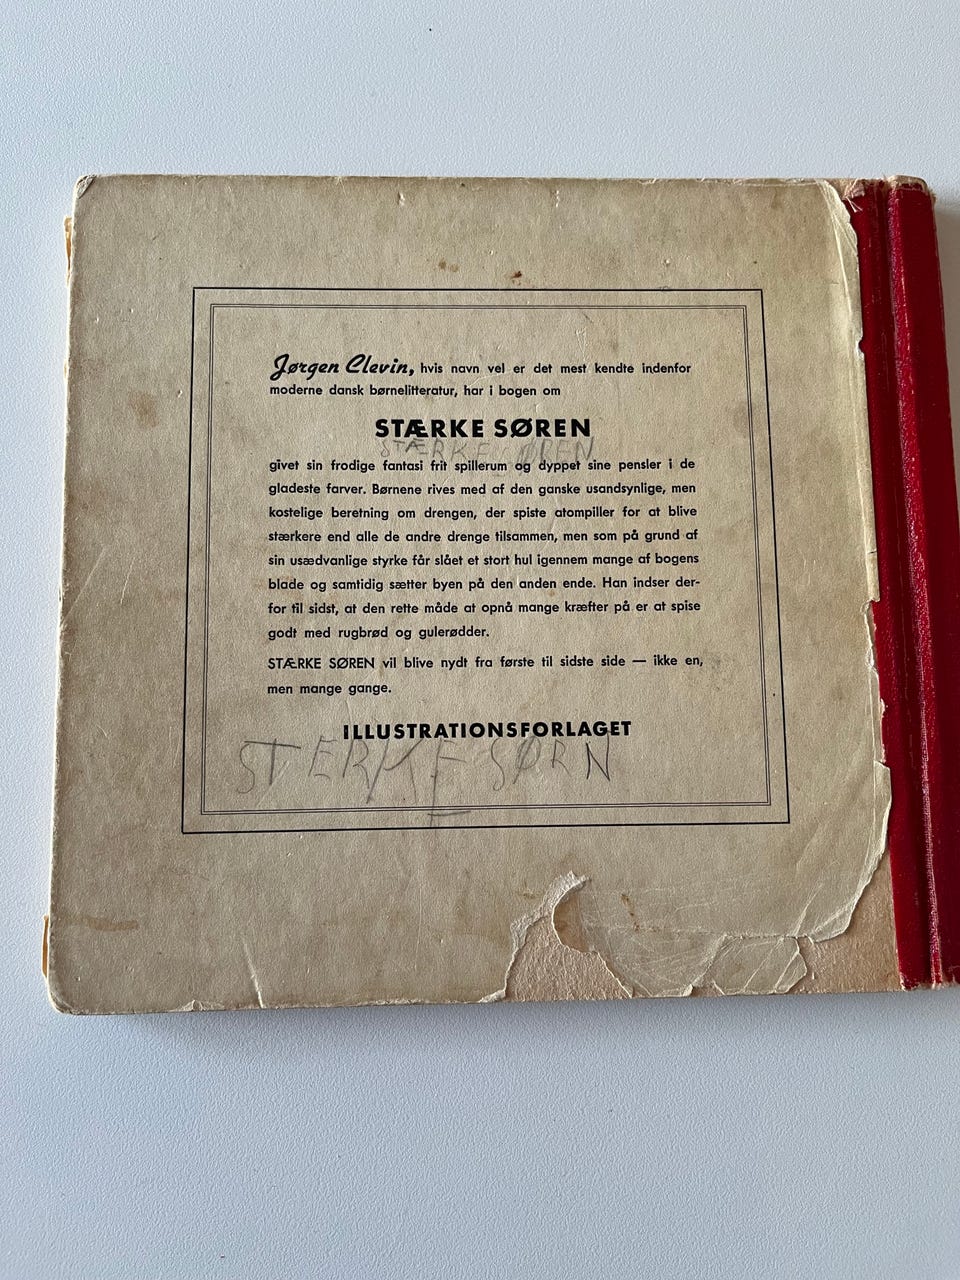 Jørgen Clevin, hvis navn vel er det mest kendte indenfor
moderne dansk børnelitteratur, har i bogen om
STÆRKE SØREN
STÆRKE SØREN
givet sin frodige fantasi frit spillerum og dyppet sine pensler i de
gladeste farver. Børnene rives med af den ganske usandsynlige, men
kostelige beretning om drengen, der spiste atompiller for at blive
stærkere end alle de andre drenge tilsammen, men som på grund af
sin usædvanlige styrke får slået et stort hul igennem mange af bogens
blade og samtidig sætter byen på den anden ende. Han indser der-
for til sidst, at den rette måde at opnå mange kræfter på er at spise
godt med rugbrød og gulerødder.
STÆRKE SØREN vil blive nydt fra første til sidste side — ikke en,
men mange gange.
ILLUSTRATIONSFORLAGET
STERKE SØRN